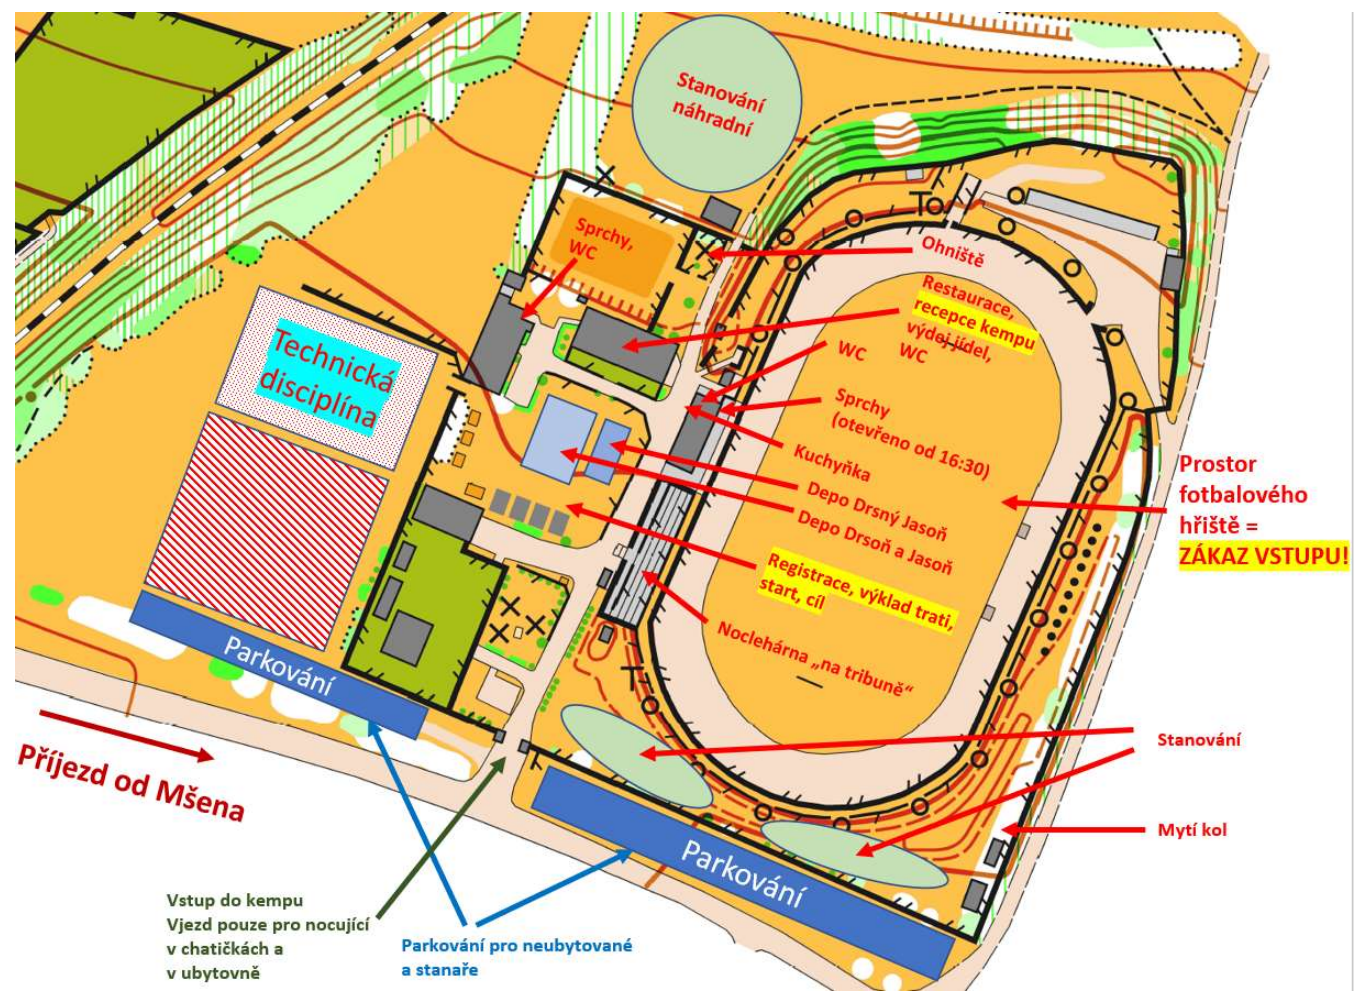 Stanování
náhradní
Sprchy,
WC
Ohniště
Restaurace,
recepce kempu
výdej jídel,
WC
WC
Sprchy
(otevřeno od 16:30)
Kuchyňka
Depo Drsný Jasoň
Depo Drsoň a Jasoň
Registrace, výklad trati,
start, cíl
Noclehárna „na tribuně“
Technická
disciplína
Prostor
fotbalového
hřiště =
ZÁKAZ VSTUPU!
Parkování
Příjezd od Mšena
Stanování
Mytí kol
Parkování
Vstup do kempu
Vjezd pouze pro nocující
v chatičkách a
v ubytovně
Parkování pro neubytované
a stanaře